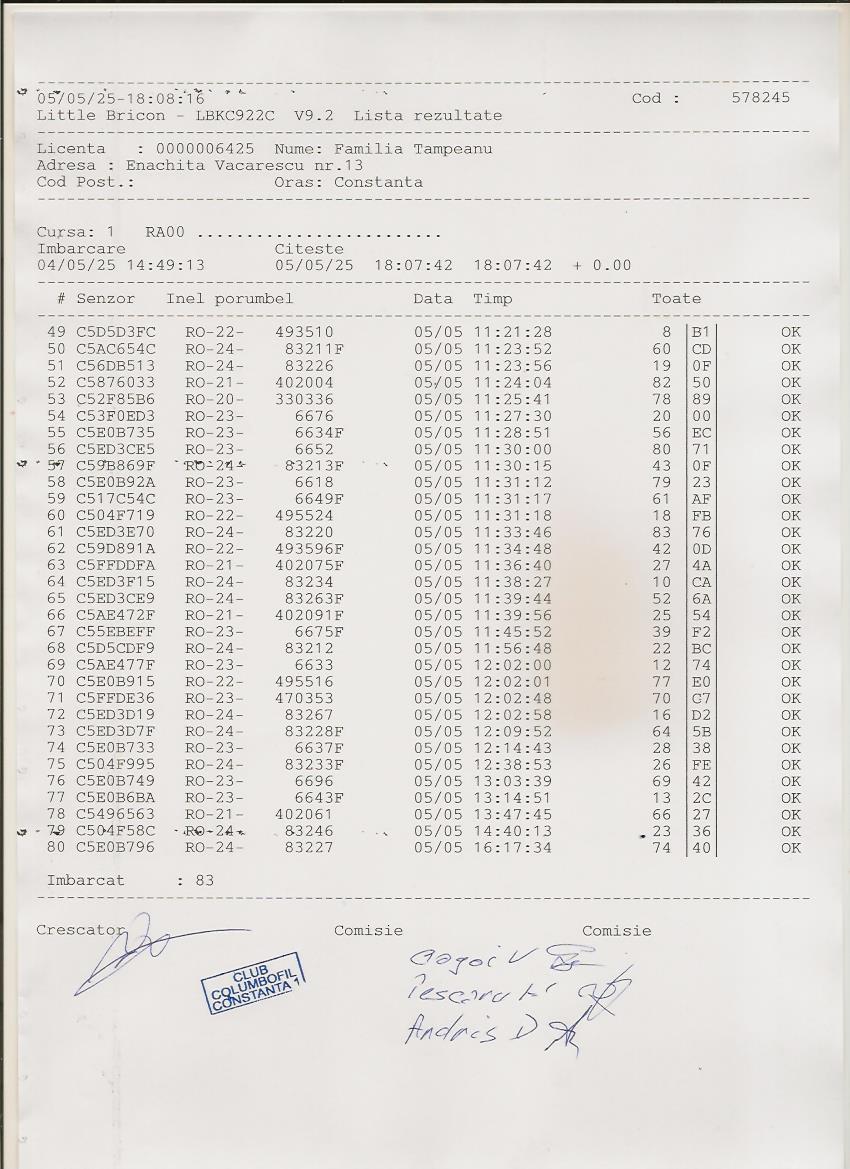 05/05/25-18:08:16 Cod : 578245
Little Bricon - LBKC922C V9.2 Lista rezultate
Licenta : 0000006425 Nume: Familia Tampeanu
Adresa : Enachita Vacarescu nr.13
Cod Post.: Oras: Constanta
Cursa: 1 RA00 .........................
Imbarcare Citeste
04/05/25 14:49:13 05/05/25 18:07:42 18:07:42 + 0.00
# Senzor Inel porumbel Data Timp Toate
49 C5D5D3FC RO-22- 493510 05/05 11:21:28 8 B1 OK
50 C5AC654C RO-24- 83211F 05/05 11:23:52 60 CD OK
51 C56DB513 RO-24- 83226 05/05 11:23:56 19 0F OK
52 C5876033 RO-21- 402004 05/05 11:24:04 82 50 OK
53 C52F85B6 RO-20- 330336 05/05 11:25:41 78 89 OK
54 C53F0ED3 RO-23- 6676 05/05 11:27:30 20 00 OK
55 C5E0B735 RO-23- 6634F 05/05 11:28:51 56 EC OK
56 C5ED3CE5 RO-23- 6652 05/05 11:30:00 80 71 OK
57 C59B869F RO-24- 83213F 05/05 11:30:15 43 0F OK
58 C5E0B92A RO-23- 6618 05/05 11:31:12 79 23 OK
59 C517C54C RO-23- 6649F 05/05 11:31:17 61 AF OK
60 C504F719 RO-22- 495524 05/05 11:31:18 18 FB OK
61 C5ED3E70 RO-24- 83220 05/05 11:33:46 83 76 OK
62 C59D891A RO-22- 493596F 05/05 11:34:48 42 0D OK
63 C5FFDDFA RO-21- 402075F 05/05 11:36:40 27 4A OK
64 C5ED3F15 RO-24- 83234 05/05 11:38:27 10 CA OK
65 C5ED3CE9 RO-24- 83263F 05/05 11:39:44 52 6A OK
66 C5AE472F RO-21- 402091F 05/05 11:39:56 25 54 OK
67 C55EBEFF RO-23- 6675F 05/05 11:45:52 39 F2 OK
68 C5D5CDF9 RO-24- 83212 05/05 11:56:48 22 BC OK
69 C5AE477F RO-23- 6633 05/05 12:02:00 12 74 OK
70 C5E0B915 RO-22- 495516 05/05 12:02:01 77 E0 OK
71 C5FFDE36 RO-23- 470353 05/05 12:02:48 70 C7 OK
72 C5ED3D19 RO-24- 83267 05/05 12:02:58 16 D2 OK
73 C5ED3D7F RO-24- 83228F 05/05 12:09:52 64 5B OK
74 C5E0B733 RO-23- 6637F 05/05 12:14:43 28 38 OK
75 C504F995 RO-24- 83233F 05/05 12:38:53 26 FE OK
76 C5E0B749 RO-23- 6696 05/05 13:03:39 69 42 OK
77 C5E0B6BA RO-23- 6643F 05/05 13:14:51 13 2C OK
78 C5496563 RO-21- 402061 05/05 13:47:45 66 27 OK
79 C504F58C RO-24- 83246 05/05 14:40:13 23 36 OK
80 C5E0B796 RO-24- 83227 05/05 16:17:34 74 40 OK
Imbarcat : 83
Crescator Comisie Comisie
CLUB
COLUMBOFIL
CONSTANTA 1
Gogoi V
Andris D